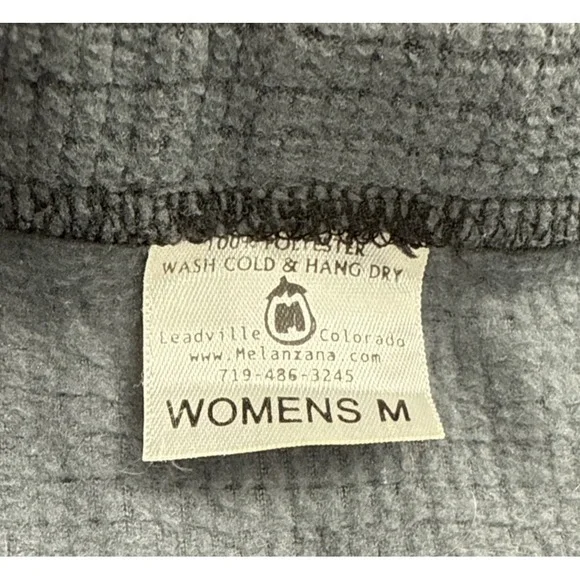 100% POLYESTER
WASH COLD & HANG DRY
M
Leadville Colorado
www.Melanzana.com
719-486-3245
WOMENS M